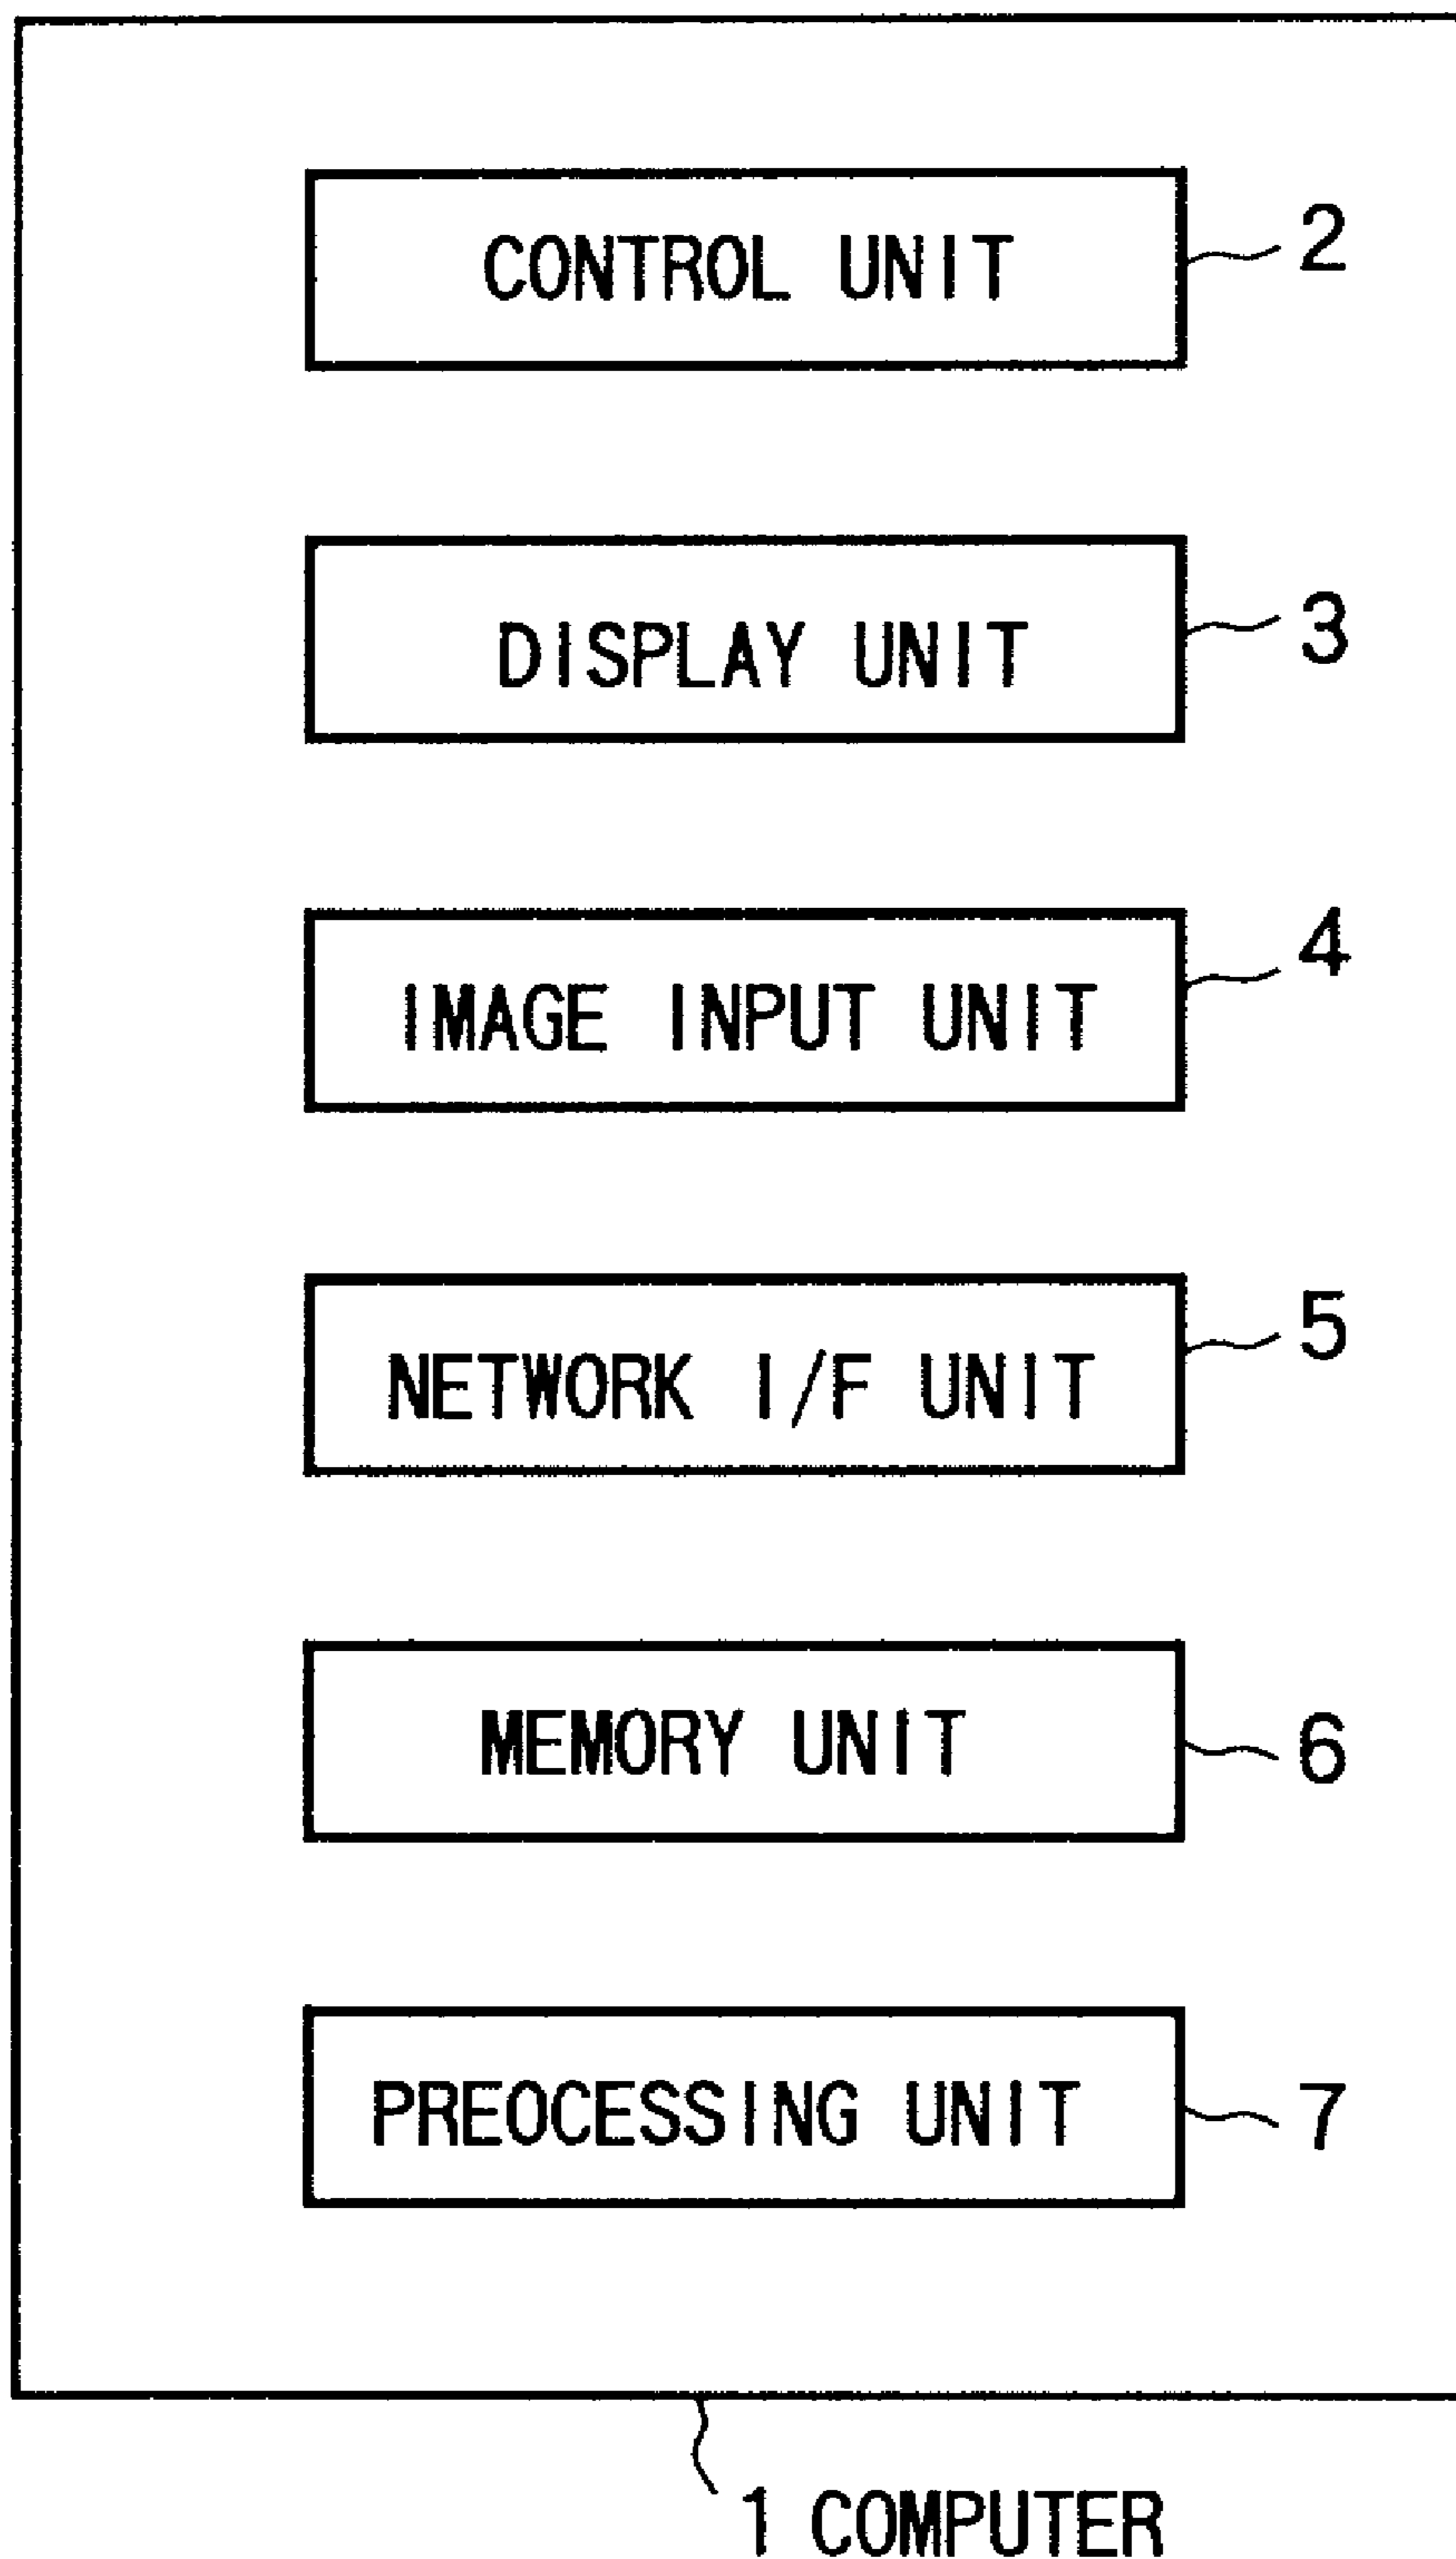 CONTROL UNIT 2
DISPLAY UNIT 3
IMAGE INPUT UNIT 4
NETWORK I/F UNIT 5
MEMORY UNIT 6
PREOCESSING UNIT 7
1 COMPUTER